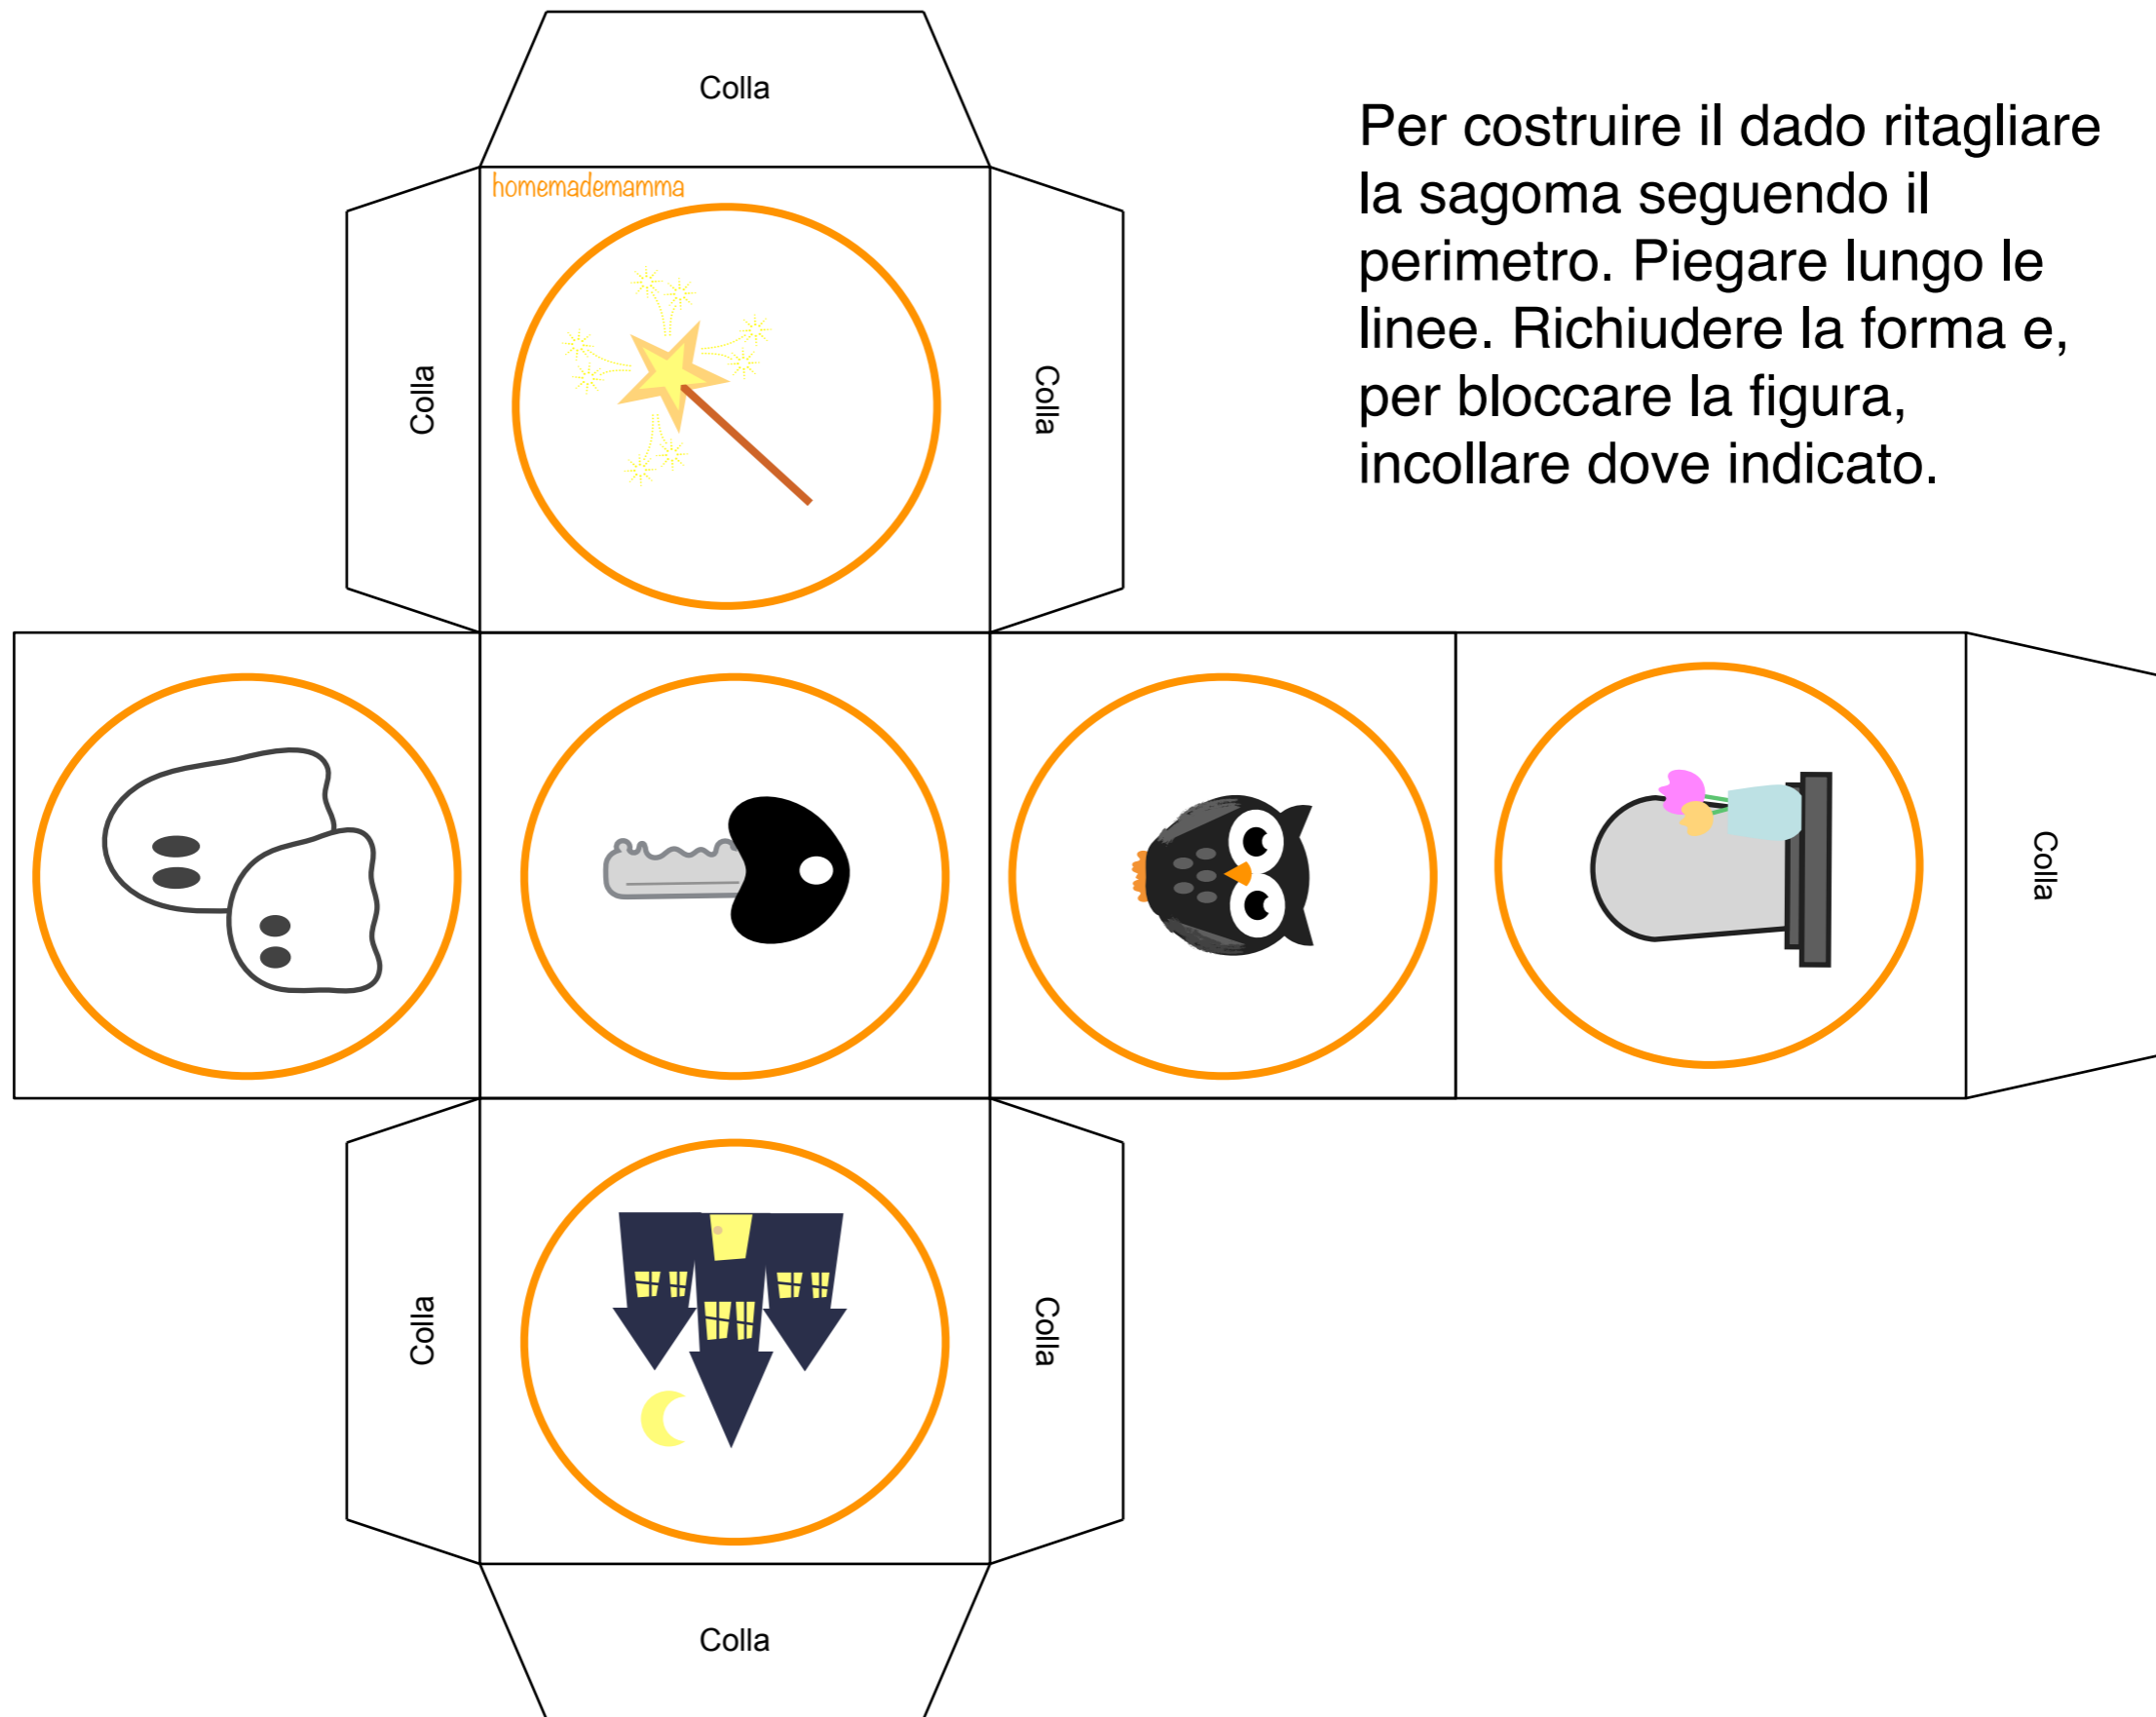 Colla
Per costruire il dado ritagliare
la sagoma seguendo il
perimetro. Piegare lungo le
linee. Richiudere la forma e,
per bloccare la figura,
incollare dove indicato.
homemademamma
Colla
Colla
Colla
Colla
Colla
Colla